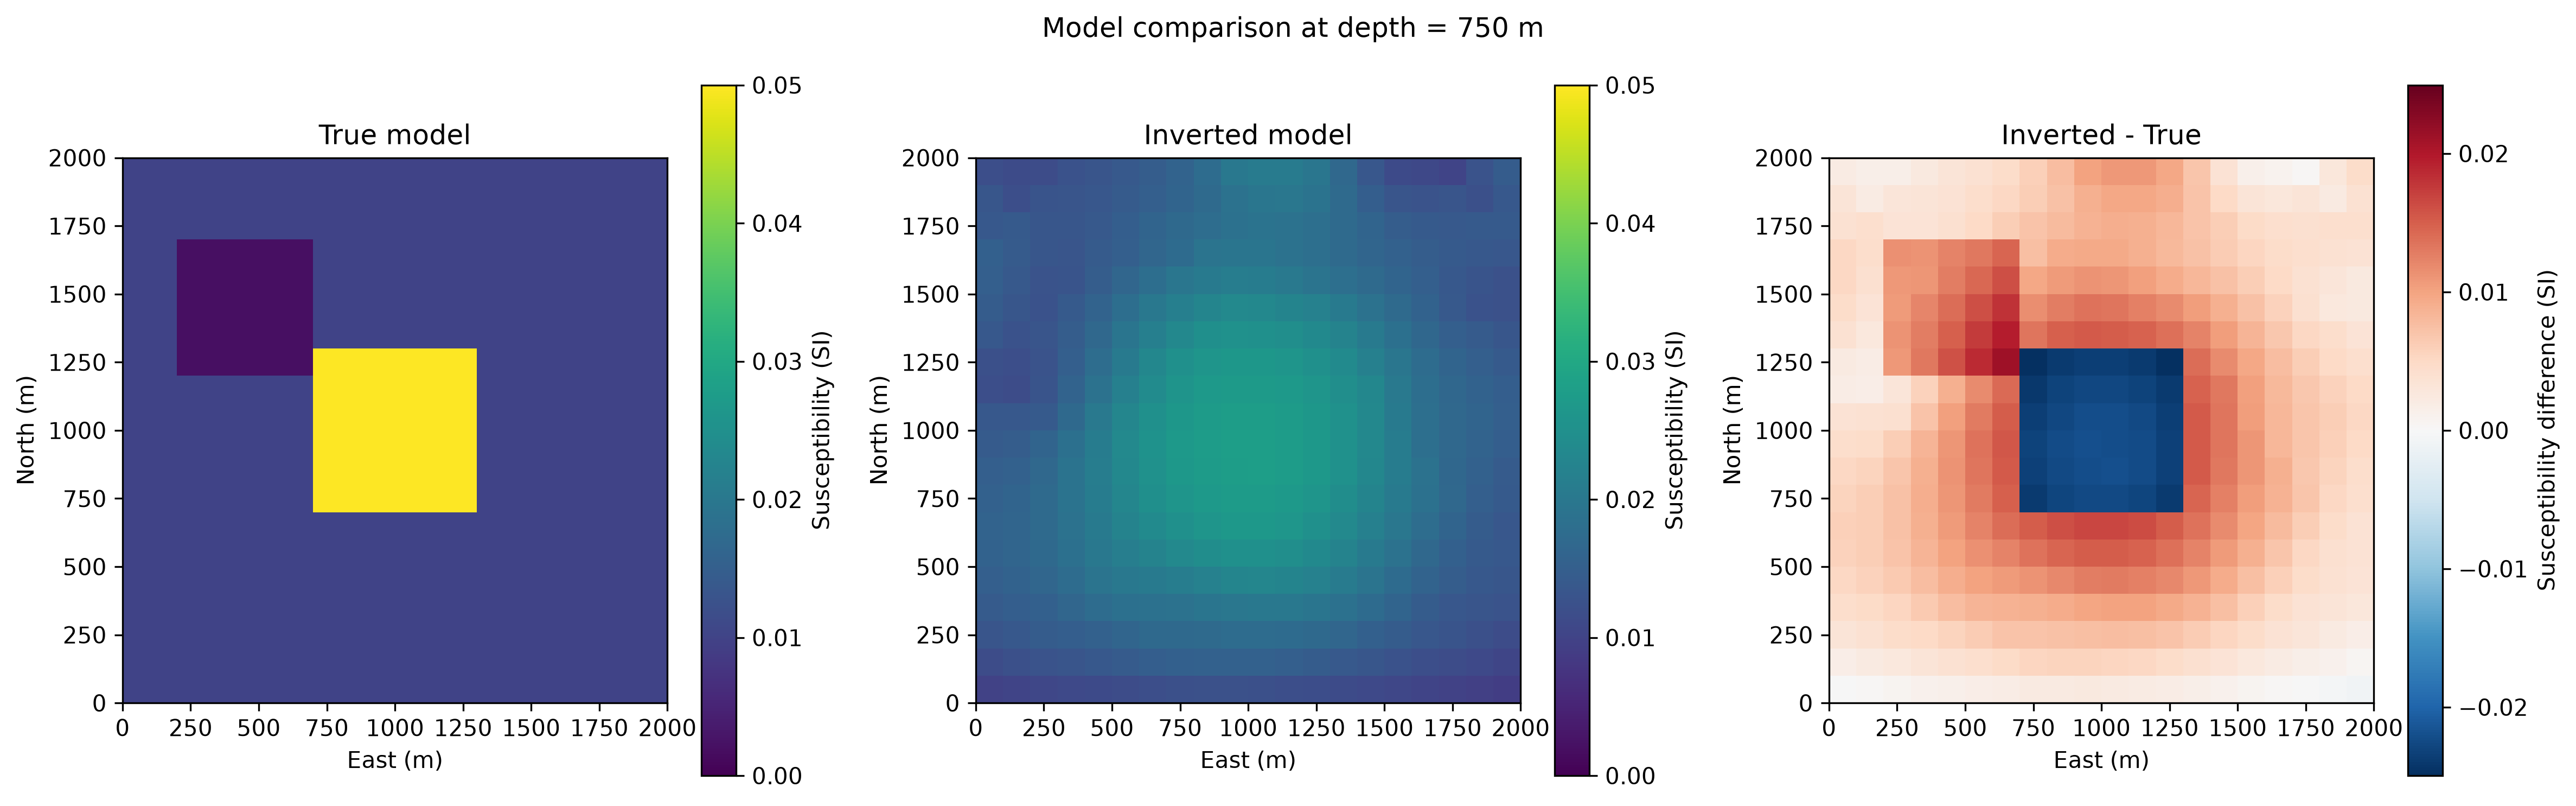 Model comparison at depth = 750 m
True model
North (m)
2000
1750
1500
1250
1000
750
500
250
0
0 250 500 750 1000 1250 1500 1750 2000
East (m)
0.05
0.04
0.03
0.02
0.01
0.00
Susceptibility (SI)
Inverted model
North (m)
2000
1750
1500
1250
1000
750
500
250
0
0 250 500 750 1000 1250 1500 1750 2000
East (m)
0.05
0.04
0.03
0.02
0.01
0.00
Susceptibility (SI)
Inverted - True
North (m)
2000
1750
1500
1250
1000
750
500
250
0
0 250 500 750 1000 1250 1500 1750 2000
East (m)
0.02
0.01
0.00
−0.01
−0.02
Susceptibility difference (SI)